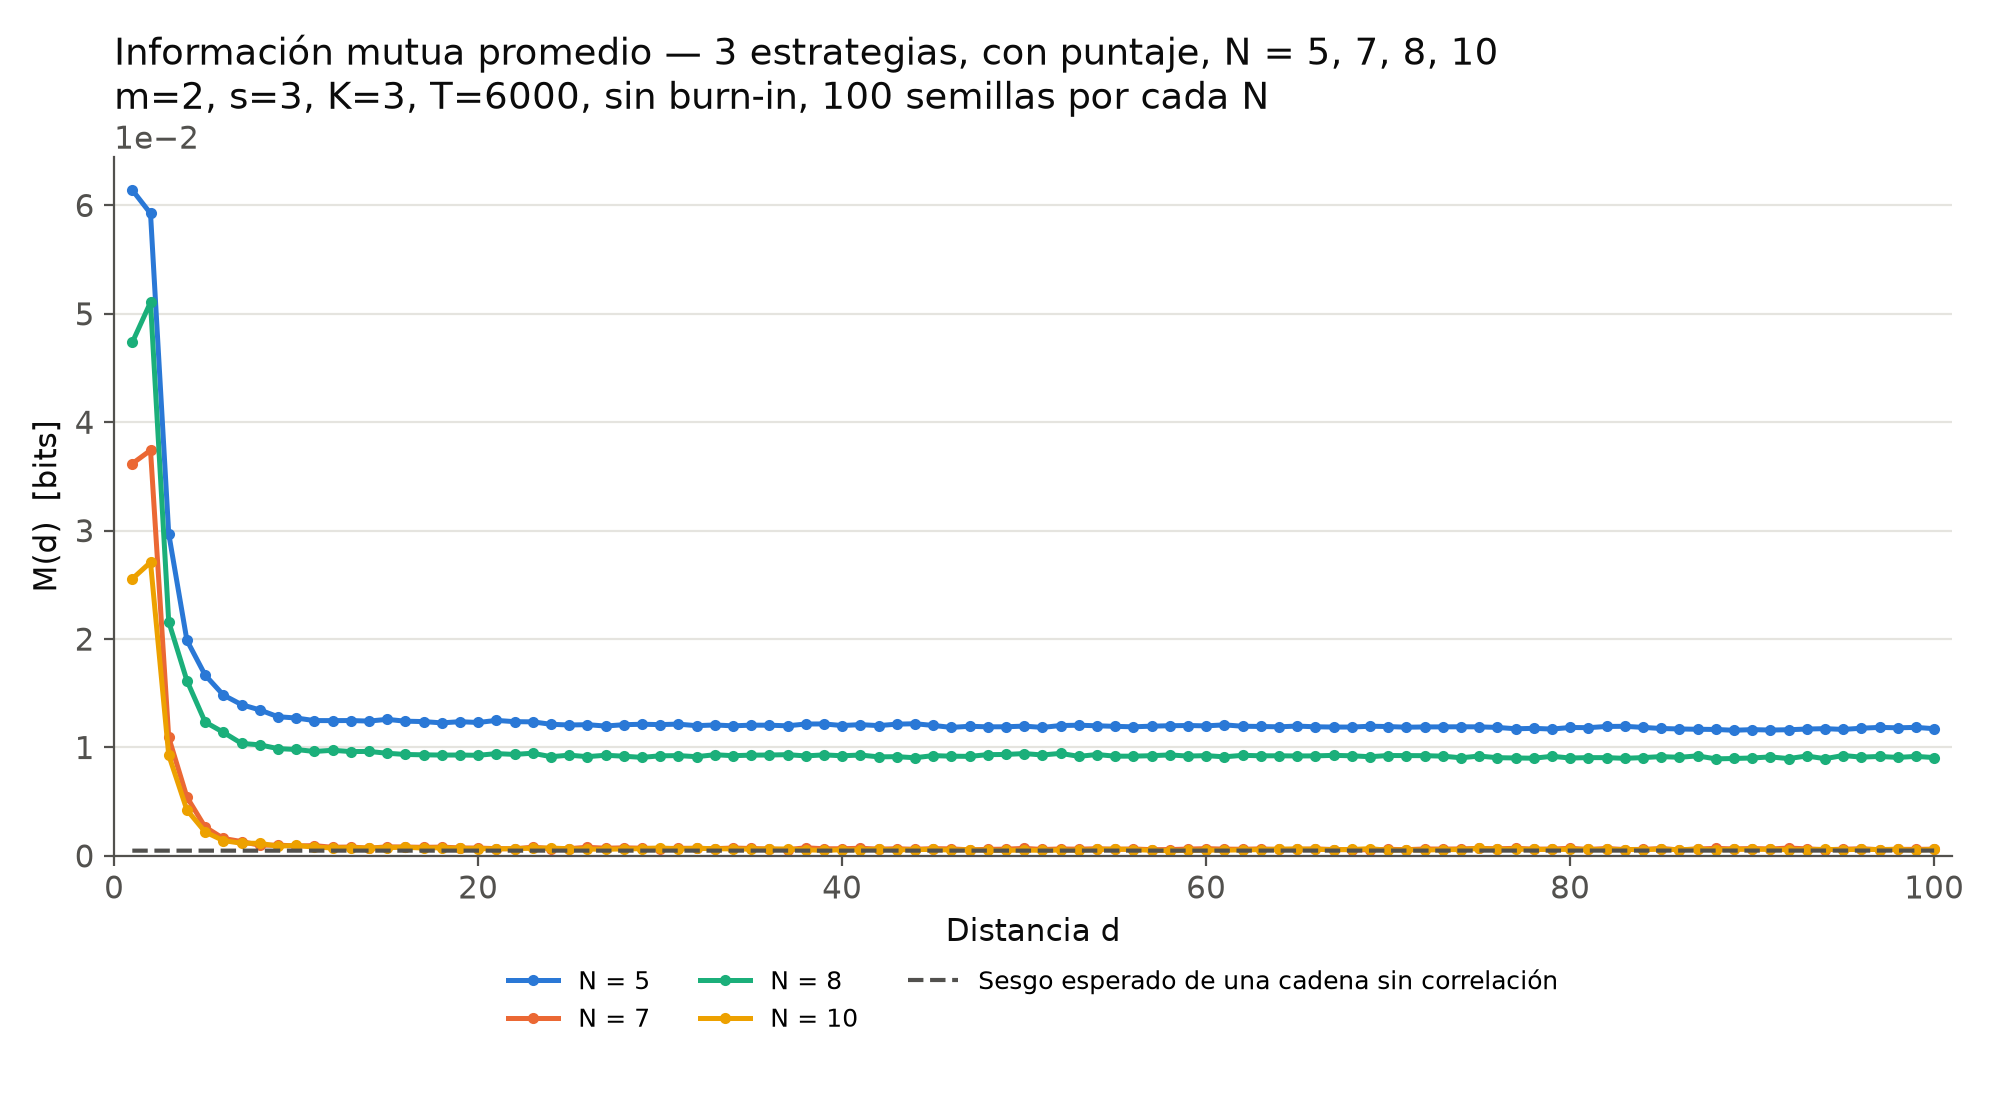 Información mutua promedio — 3 estrategias, con puntaje, N = 5, 7, 8, 10
m=2, s=3, K=3, T=6000, sin burn-in, 100 semillas por cada N
1e−2
6
5
4
3
2
1
0
M(d) [bits]
0 20 40 60 80 100
Distancia d
N = 5 N = 8 Sesgo esperado de una cadena sin correlación
N = 7 N = 10